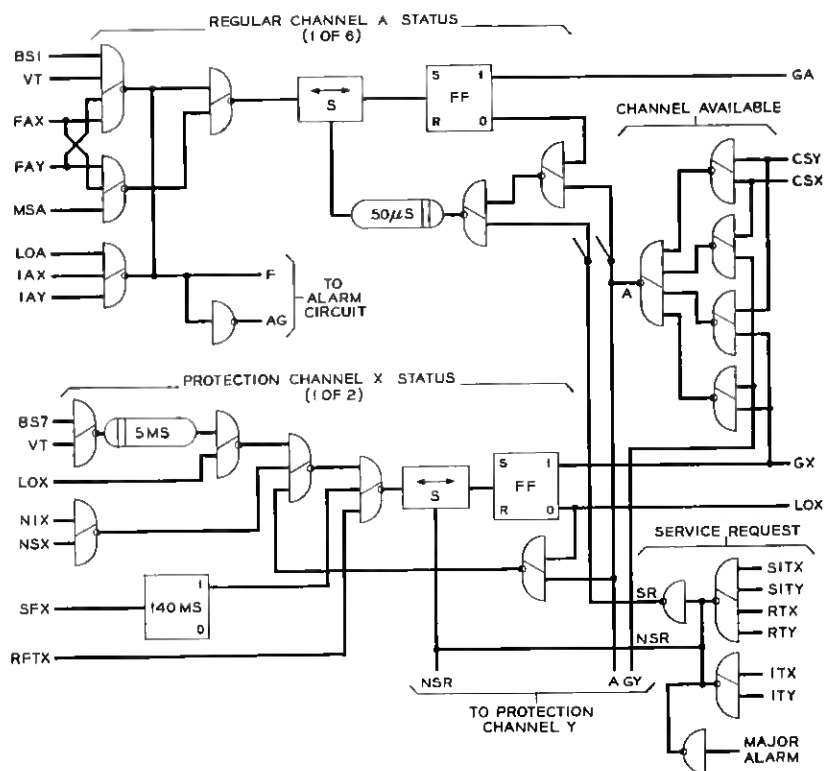 REGULAR CHANNEL A STATUS
(1 OF 6)
BS1
VT
FAX
FAY
MSA
LOA
IAX
IAY
S
S 1
FF
R 0
GA
CHANNEL AVAILABLE
CSY
CSX
50μS
F
AG
TO
ALARM
CIRCUIT
A
PROTECTION CHANNEL X STATUS
(1 OF 2)
BS7
VT
5 MS
LOX
NIX
NSX
SFX
140 MS
1
0
RFTX
S
S 1
FF
R 0
GX
LOX
SERVICE REQUEST
SR
NSR
SITX
SITY
RTX
RTY
ITX
ITY
MAJOR
ALARM
NSR
A GY
TO PROTECTION
CHANNEL Y